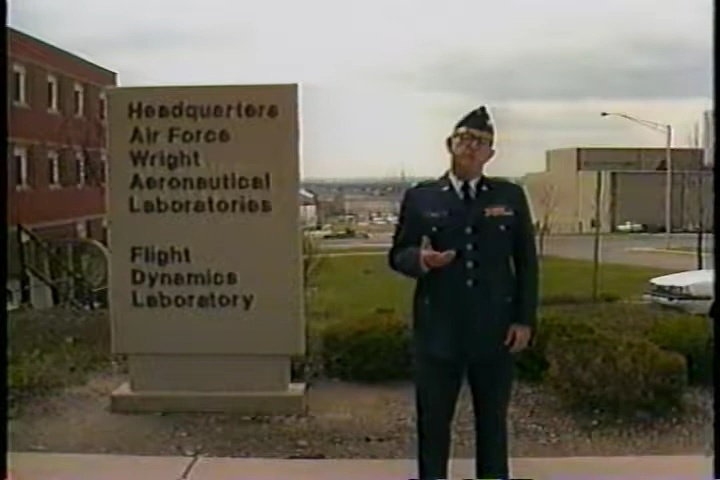 Headquarters
Air Force
Wright
Aeronautical
Laboratories
Flight
Dynamics
Laboratory